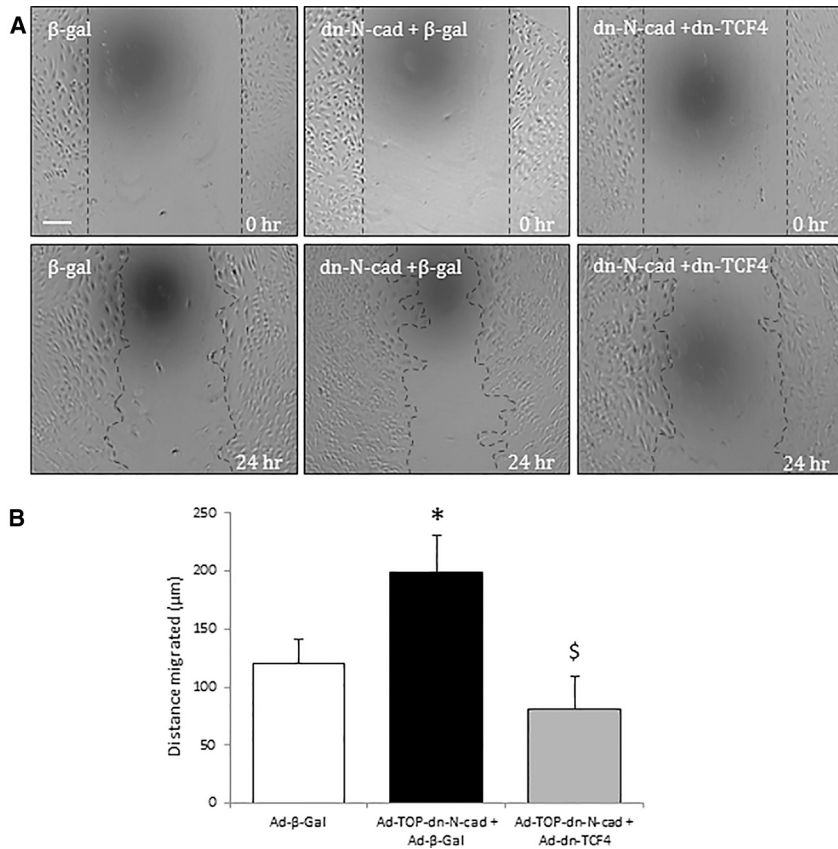 A
β-gal
dn-N-cad + β-gal
dn-N-cad +dn-TCF4
0 hr
0 hr
0 hr
β-gal
dn-N-cad +β-gal
dn-N-cad +dn-TCF4
24 hr
24 hr
24 hr
B
Distance migrated (µm)
250
200
150
100
50
0
*
$
Ad-β-Gal
Ad-TOP-dn-N-cad +
Ad-β-Gal
Ad-TOP-dn-N-cad +
Ad-dn-TCF4